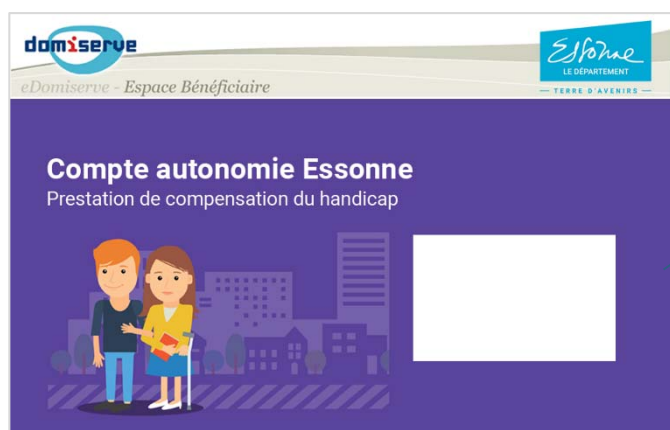 domiserve
Essonne
LE DÉPARTEMENT
TERRE D'AVENIRS
eDomiserve - Espace Bénéficiaire
Compte autonomie Essonne
Prestation de compensation du handicap